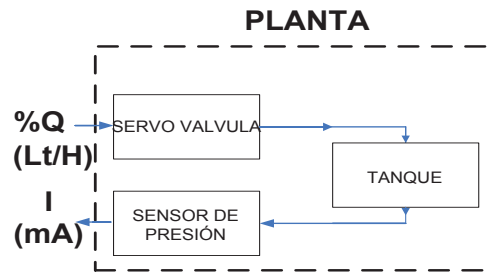 PLANTA
%Q
(Lt/H)
SERVO VALVULA
TANQUE
I
(mA)
SENSOR DE
PRESIÓN